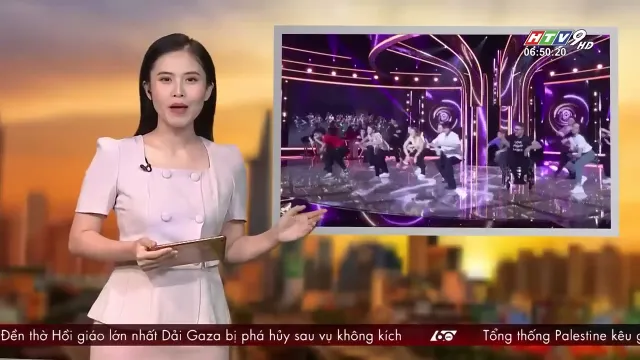 HTV9 HD
06:50:20
Đền thờ Hồi giáo lớn nhất Dải Gaza bị phá hủy sau vụ không kích
Tổng thống Palestine kêu g